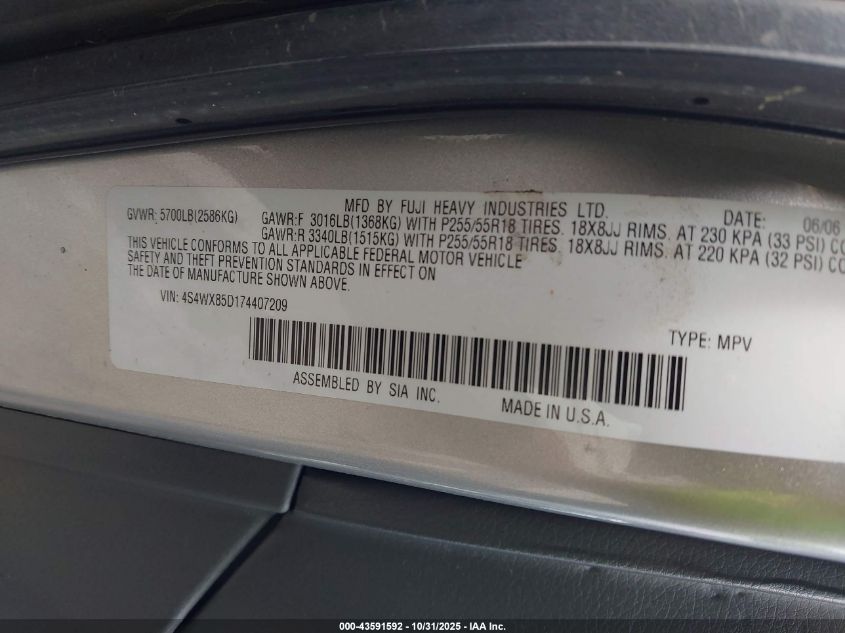 MFD BY FUJI HEAVY INDUSTRIES LTD. DATE: 06/06
GVWR: 5700LB(2586KG) GAWR:F 3016LB(1368KG) WITH P255/55R18 TIRES. 18X8JJ RIMS. AT 230 KPA (33 PSI) CO
GAWR:R 3340LB(1515KG) WITH P255/55R18 TIRES. 18X8JJ RIMS. AT 220 KPA (32 PSI) CO
THIS VEHICLE CONFORMS TO ALL APPLICABLE FEDERAL MOTOR VEHICLE
SAFETY AND THEFT PREVENTION STANDARDS IN EFFECT ON
THE DATE OF MANUFACTURE SHOWN ABOVE.
VIN: 4S4WX85D174407209
TYPE: MPV
ASSEMBLED BY SIA INC. MADE IN U.S.A.
000-43591592 - 10/31/2025 - IAA Inc.